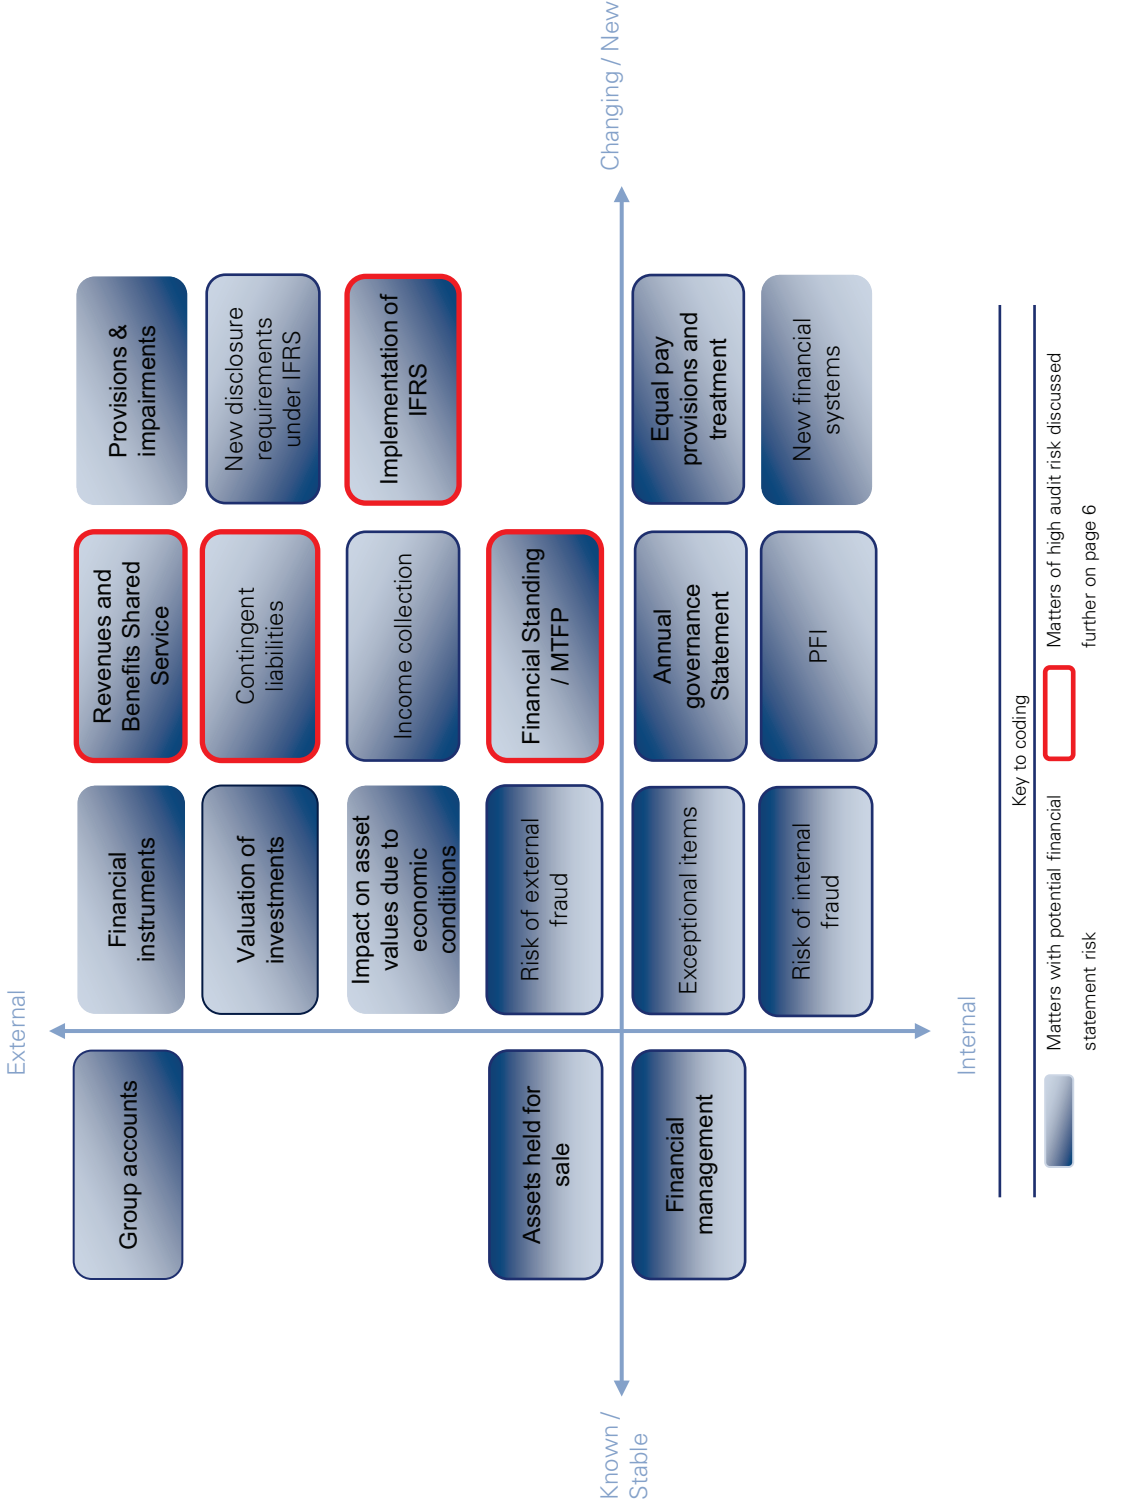 External
Group accounts
Financial
instruments
Revenues and
Benefits Shared
Service
Provisions &
impairments
Valuation of
investments
Contingent
liabilities
New disclosure
requirements
under IFRS
Impact on asset
values due to
economic
conditions
Income collection
Implementation of
IFRS
Assets held for
sale
Risk of external
fraud
Financial Standing
/ MTFP
Known /
Stable
Changing / New
Financial
management
Exceptional items
Annual
governance
Statement
Equal pay
provisions and
treatment
Risk of internal
fraud
PFI
New financial
systems
Internal
Key to coding
Matters with potential financial
statement risk
Matters of high audit risk discussed
further on page 6